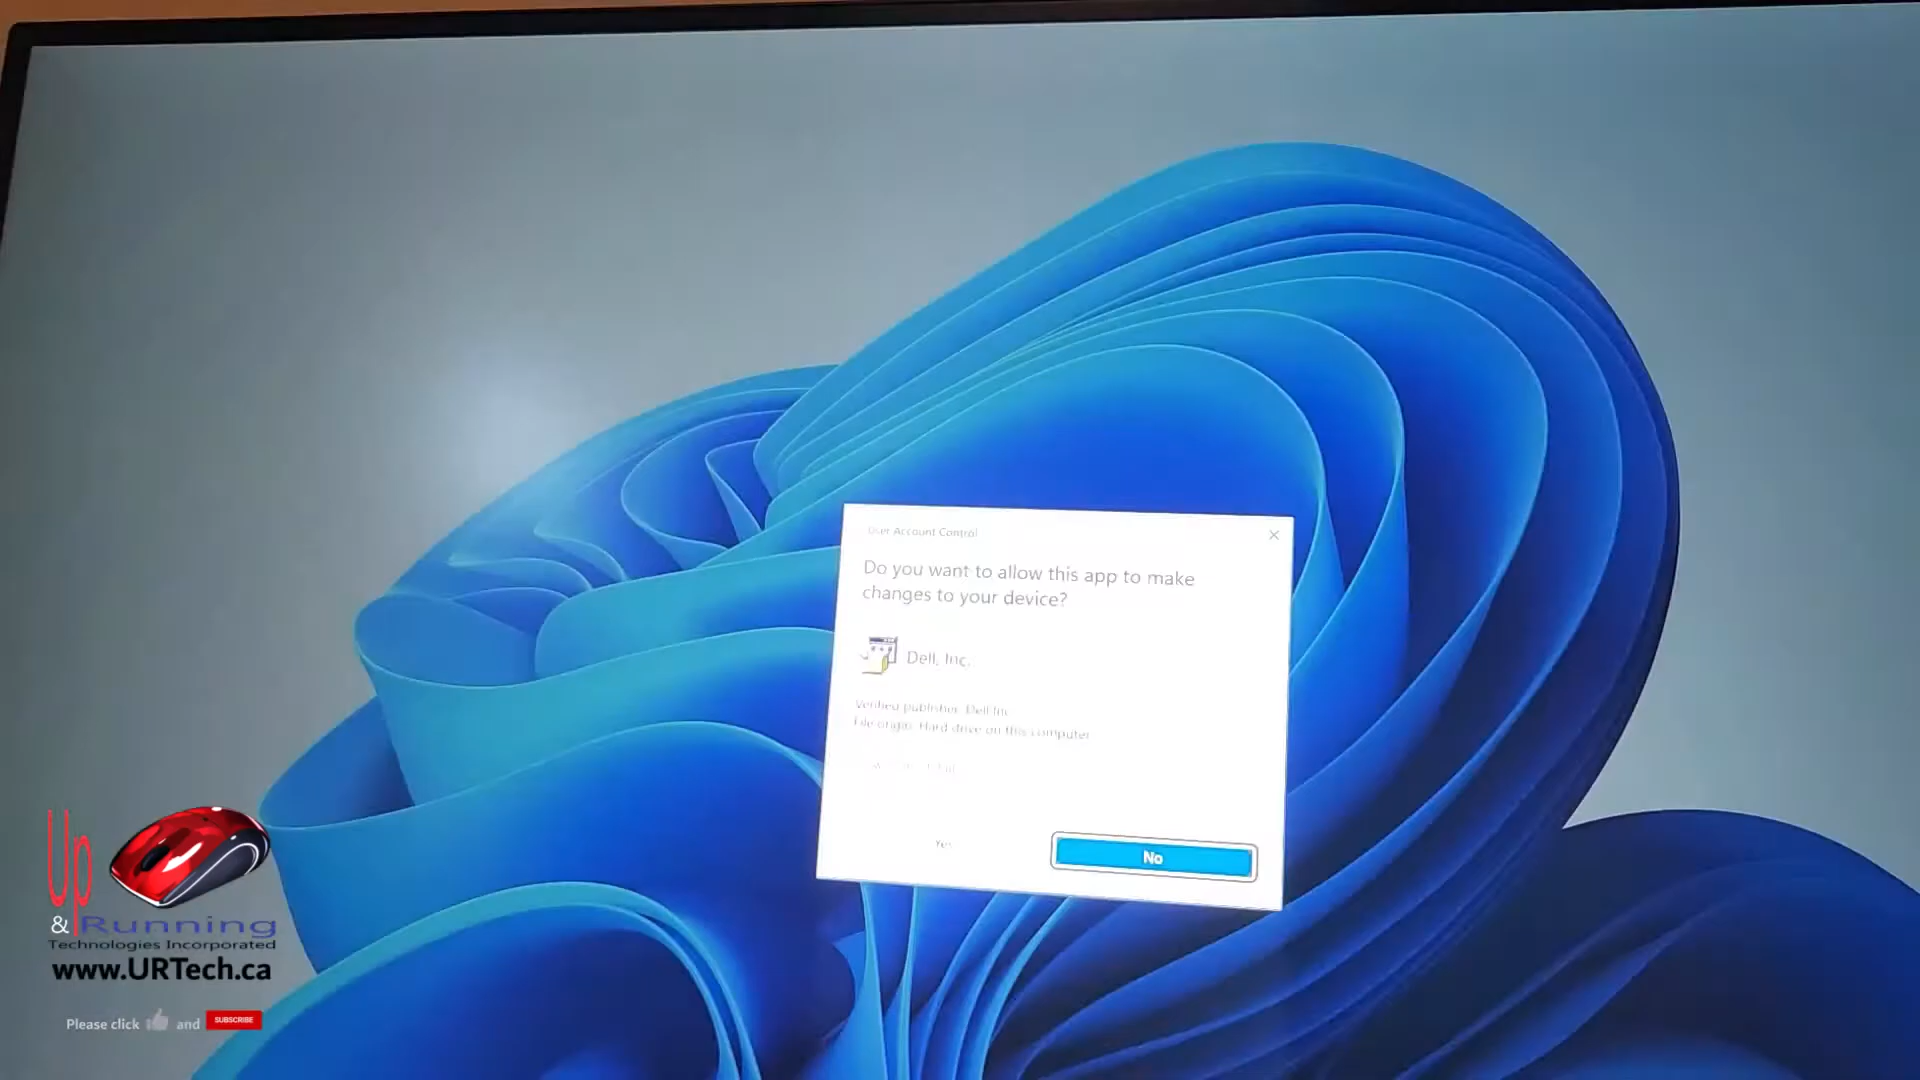 User Account Control
Do you want to allow this app to make
changes to your device?
Dell, Inc.
Verified publisher: Dell Inc
File origin: Hard drive on this computer
Yes
No
Up
& Running
Technologies Incorporated
www.URTech.ca
Please click and SUBSCRIBE